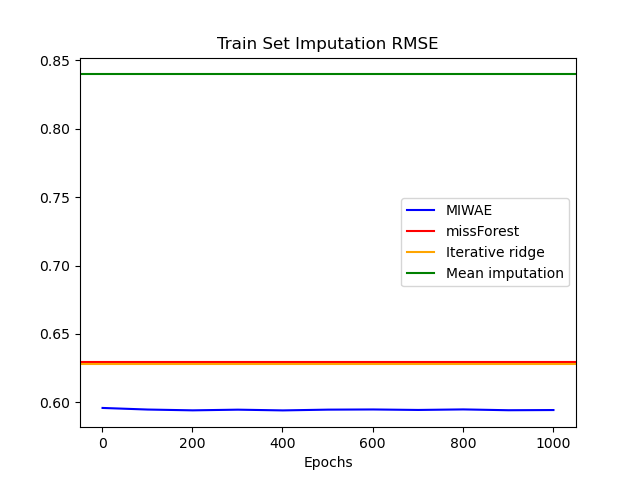 Train Set Imputation RMSE
0.85
0.80
0.75
0.70
0.65
0.60
MIWAE
missForest
Iterative ridge
Mean imputation
0 200 400 600 800 1000
Epochs